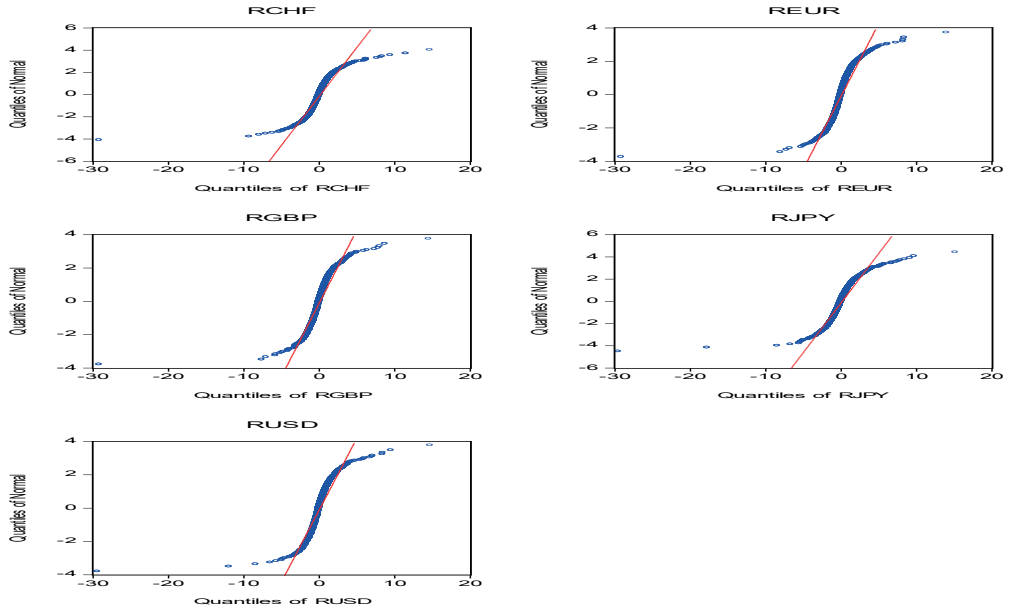 RCHF
6
4
2
0
-2
-4
-6
Quantiles of Normal
-30 -20 -10 0 10 20
Quantiles of RCHF
REUR
4
2
0
-2
-4
Quantiles of Normal
-30 -20 -10 0 10 20
Quantiles of REUR
RGBP
4
2
0
-2
-4
Quantiles of Normal
-30 -20 -10 0 10 20
Quantiles of RGBP
RJPY
6
4
2
0
-2
-4
-6
Quantiles of Normal
-30 -20 -10 0 10 20
Quantiles of RJPY
RUSD
4
2
0
-2
-4
Quantiles of Normal
-30 -20 -10 0 10 20
Quantiles of RUSD